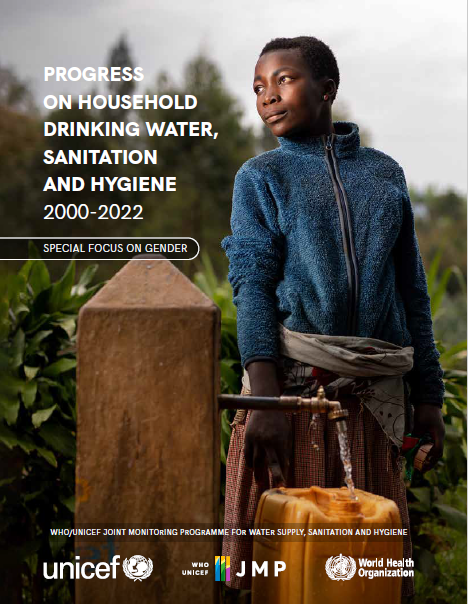 PROGRESS
ON HOUSEHOLD
DRINKING WATER,
SANITATION
AND HYGIENE
2000-2022
SPECIAL FOCUS ON GENDER
WHO/UNICEF JOINT MONITORING PROGRAMME FOR WATER SUPPLY, SANITATION AND HYGIENE
unicef
WHO
UNICEF
JMP
World Health
Organization